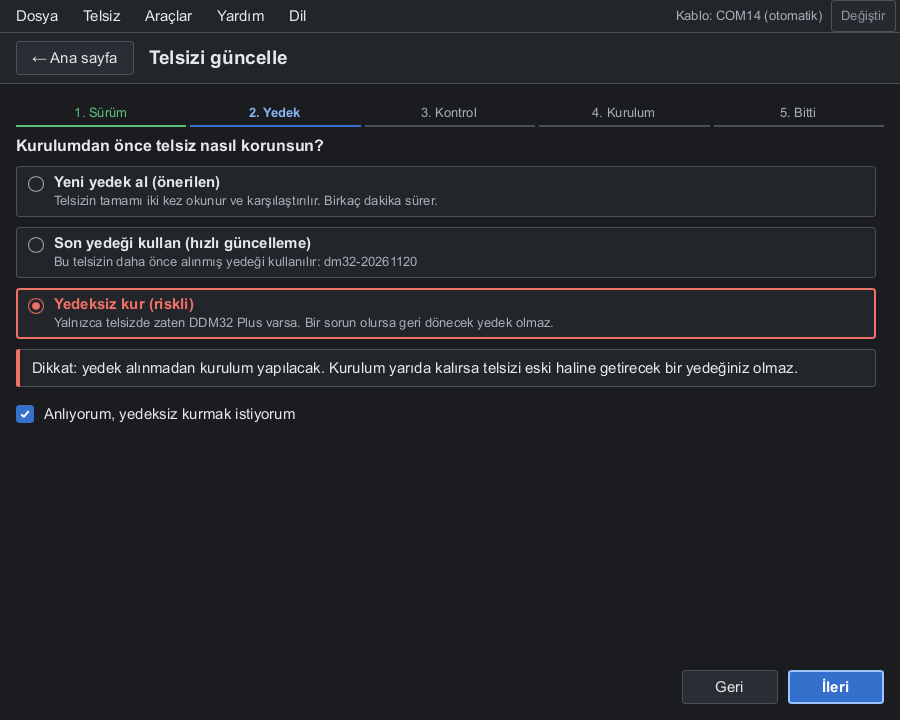 Dosya Telsiz Araçlar Yardım Dil Kablo: COM14 (otomatik) Değiştir
← Ana sayfa Telsizi güncelle
1. Sürüm 2. Yedek 3. Kontrol 4. Kurulum 5. Bitti
Kurulumdan önce telsiz nasıl korunsun?
Yeni yedek al (önerilen)
Telsizin tamamı iki kez okunur ve karşılaştırılır. Birkaç dakika sürer.
Son yedeği kullan (hızlı güncelleme)
Bu telsizin daha önce alınmış yedeği kullanılır: dm32-20261120
Yedeksiz kur (riskli)
Yalnızca telsizde zaten DDM32 Plus varsa. Bir sorun olursa geri dönecek yedek olmaz.
Dikkat: yedek alınmadan kurulum yapılacak. Kurulum yarıda kalırsa telsizi eski haline getirecek bir yedeğiniz olmaz.
Anlıyorum, yedeksiz kurmak istiyorum
Geri İleri